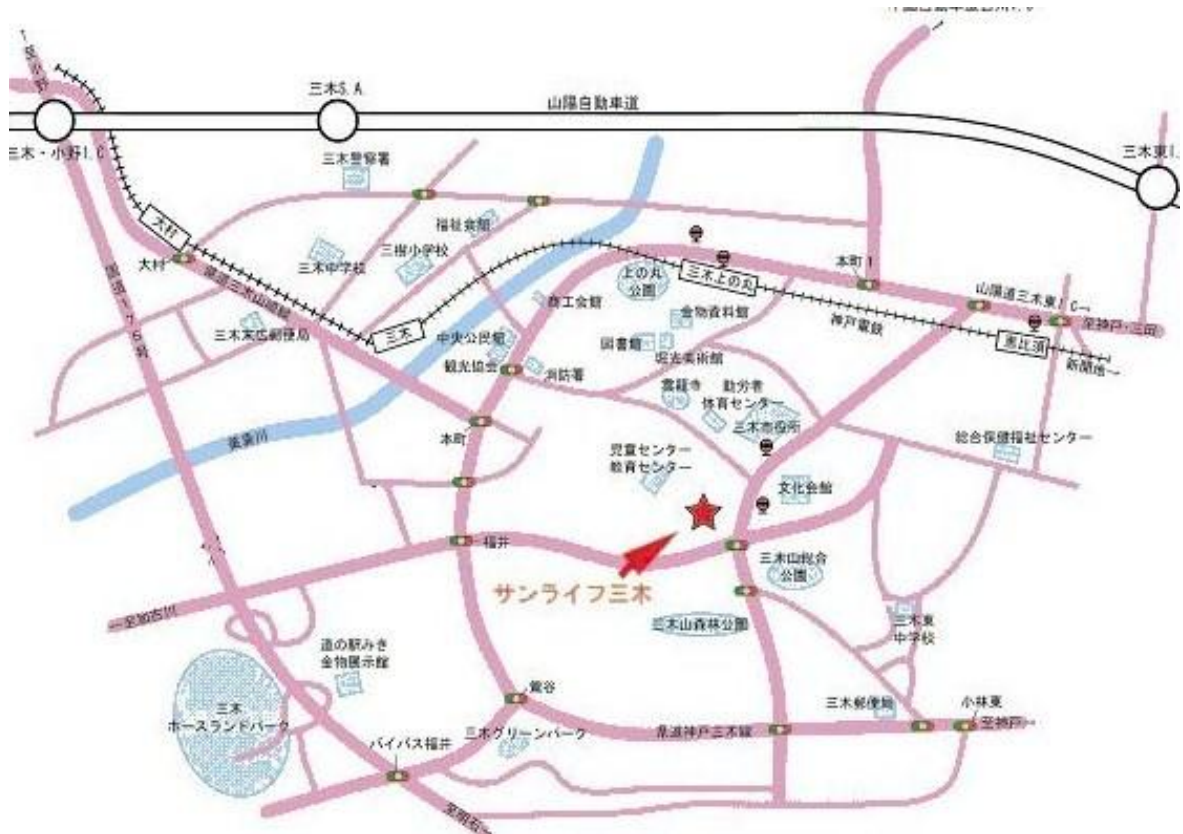 三木S.A.
山陽自動車道
三木・小野I.C
三木東I.
三木警察署
福祉会館
三樹小学校
三木中学校
大村
大村
上の丸
公園
三木上の丸
本町1
山陽道三木東IC→
至神戸・三田
商工会館
金物資料館
神戸電鉄
恵比須
新開地→
国道175号
三木末広郵便局
三木
中央公民館
図書館
堀光美術館
観光協会
消防署
雲龍寺
勤労者
体育センター
三木市役所
美嚢川
本町
総合保健福祉センター
児童センター
教育センター
文化会館
福井
三木山総合
公園
サンライフ三木
←至加古川
三木山森林公園
三木東
中学校
道の駅みき
金物展示館
三木
ホースランドパーク
鷺谷
三木郵便局
小林東
県道神戸三木線
至神戸→
三木グリーンパーク
バイパス福井
至明石→